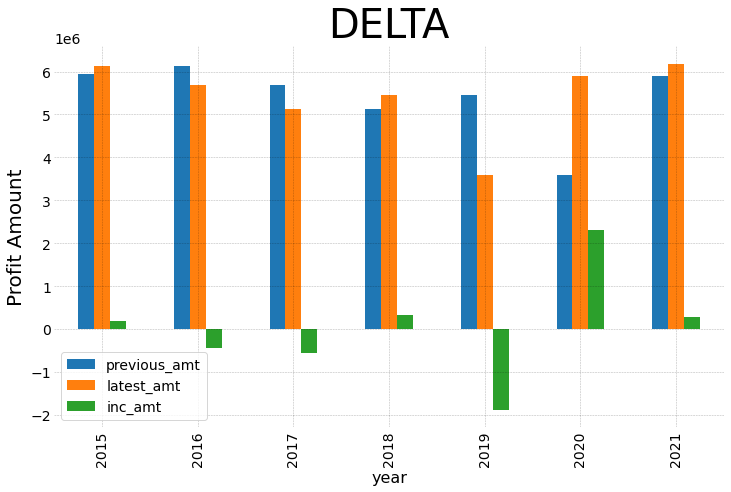 DELTA
1e6
Profit Amount
6
5
4
3
2
1
0
−1
−2
previous_amt
latest_amt
inc_amt
2015
2016
2017
2018
2019
2020
2021
year